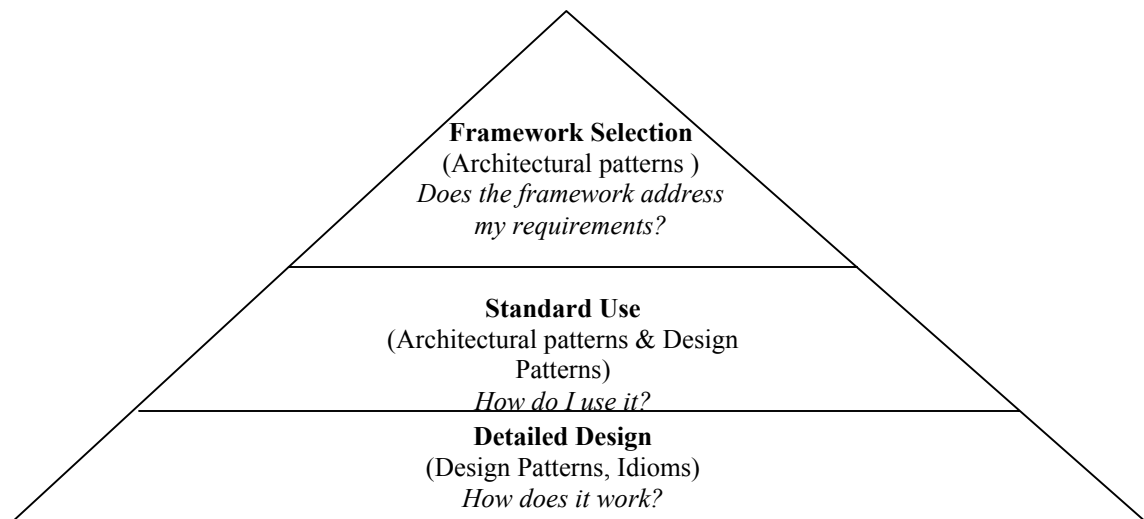 Framework Selection
(Architectural patterns )
Does the framework address
my requirements?
Standard Use
(Architectural patterns & Design
Patterns)
How do I use it?
Detailed Design
(Design Patterns, Idioms)
How does it work?